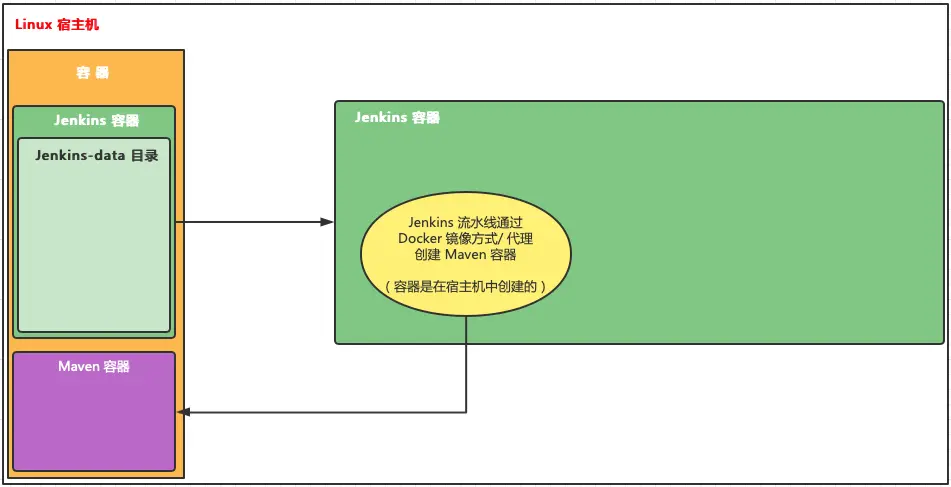 Linux 宿主机
容 器
Jenkins 容器
Jenkins-data 目录
Maven 容器
Jenkins 容器
Jenkins 流水线通过
Docker 镜像方式/ 代理
创建 Maven 容器
（容器是在宿主机中创建的）